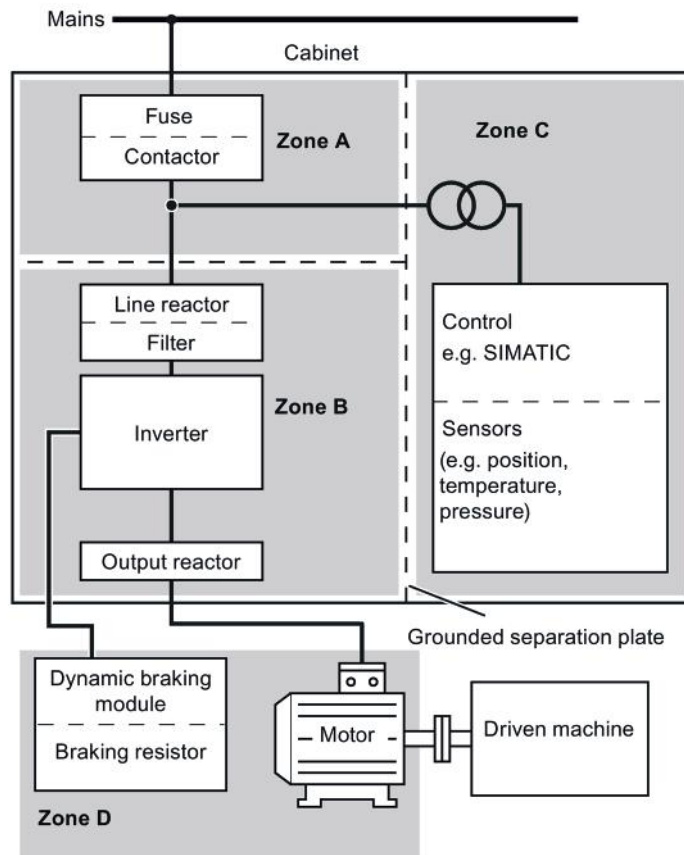 Mains
Cabinet
Fuse
Contactor
Zone A
Zone C
Line reactor
Filter
Inverter
Zone B
Output reactor
Control
e.g. SIMATIC
Sensors
(e.g. position,
temperature,
pressure)
Grounded separation plate
Dynamic braking
module
Braking resistor
Motor
Driven machine
Zone D